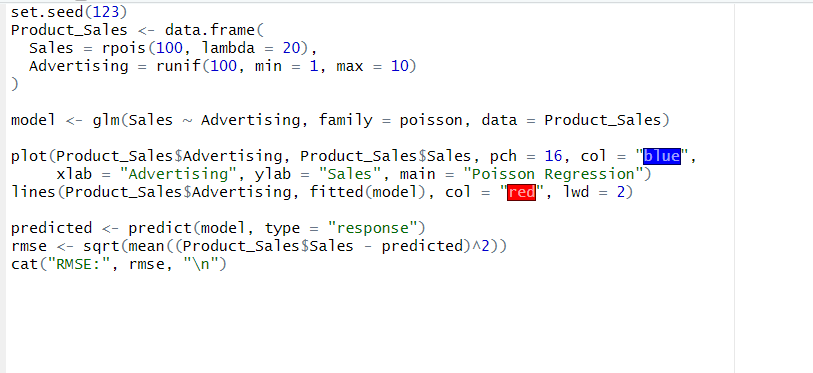 set.seed(123)
Product_Sales <- data.frame(
  Sales = rpois(100, lambda = 20),
  Advertising = runif(100, min = 1, max = 10)
)

model <- glm(Sales ~ Advertising, family = poisson, data = Product_Sales)

plot(Product_Sales$Advertising, Product_Sales$Sales, pch = 16, col = "blue",
     xlab = "Advertising", ylab = "Sales", main = "Poisson Regression")
lines(Product_Sales$Advertising, fitted(model), col = "red", lwd = 2)

predicted <- predict(model, type = "response")
rmse <- sqrt(mean((Product_Sales$Sales - predicted)^2))
cat("RMSE:", rmse, "\n")